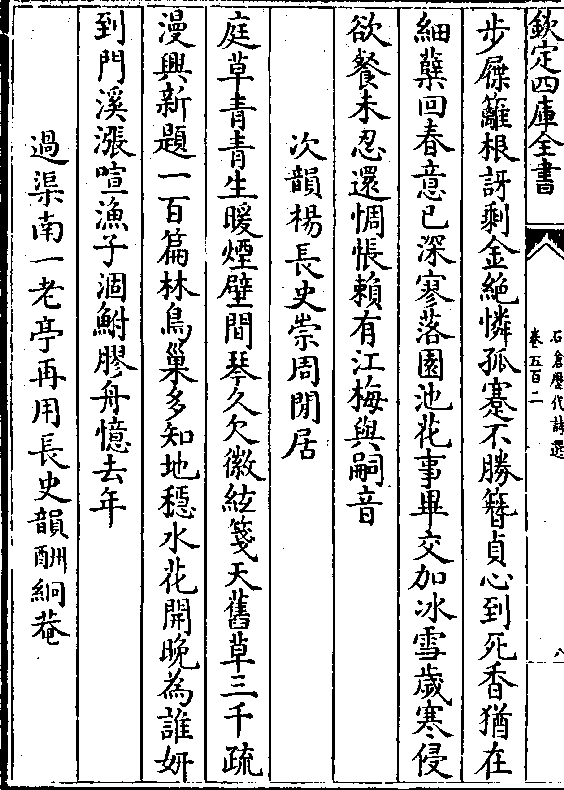 欽定四庫全書
石倉歷代詩選
卷五百二
八
步屧籬根訝剩金絶憐孤蹇不勝簪貞心到死香猶在
細蘂回春意已深寥落園池花事畢交加冰雪歲寒侵
欲餐未忍還惆悵賴有江梅與嗣音
次韻楊長史崇周閒居
庭草青青生暖煙壁間琴久欠徽絃箋天舊草三千疏
漫興新題一百篇林鳥巢多知地穏水花開晚為誰妍
到門溪漲喧漁子涸鮒膠舟憶去年
過渠南一老亭再用長史韻酬絅菴